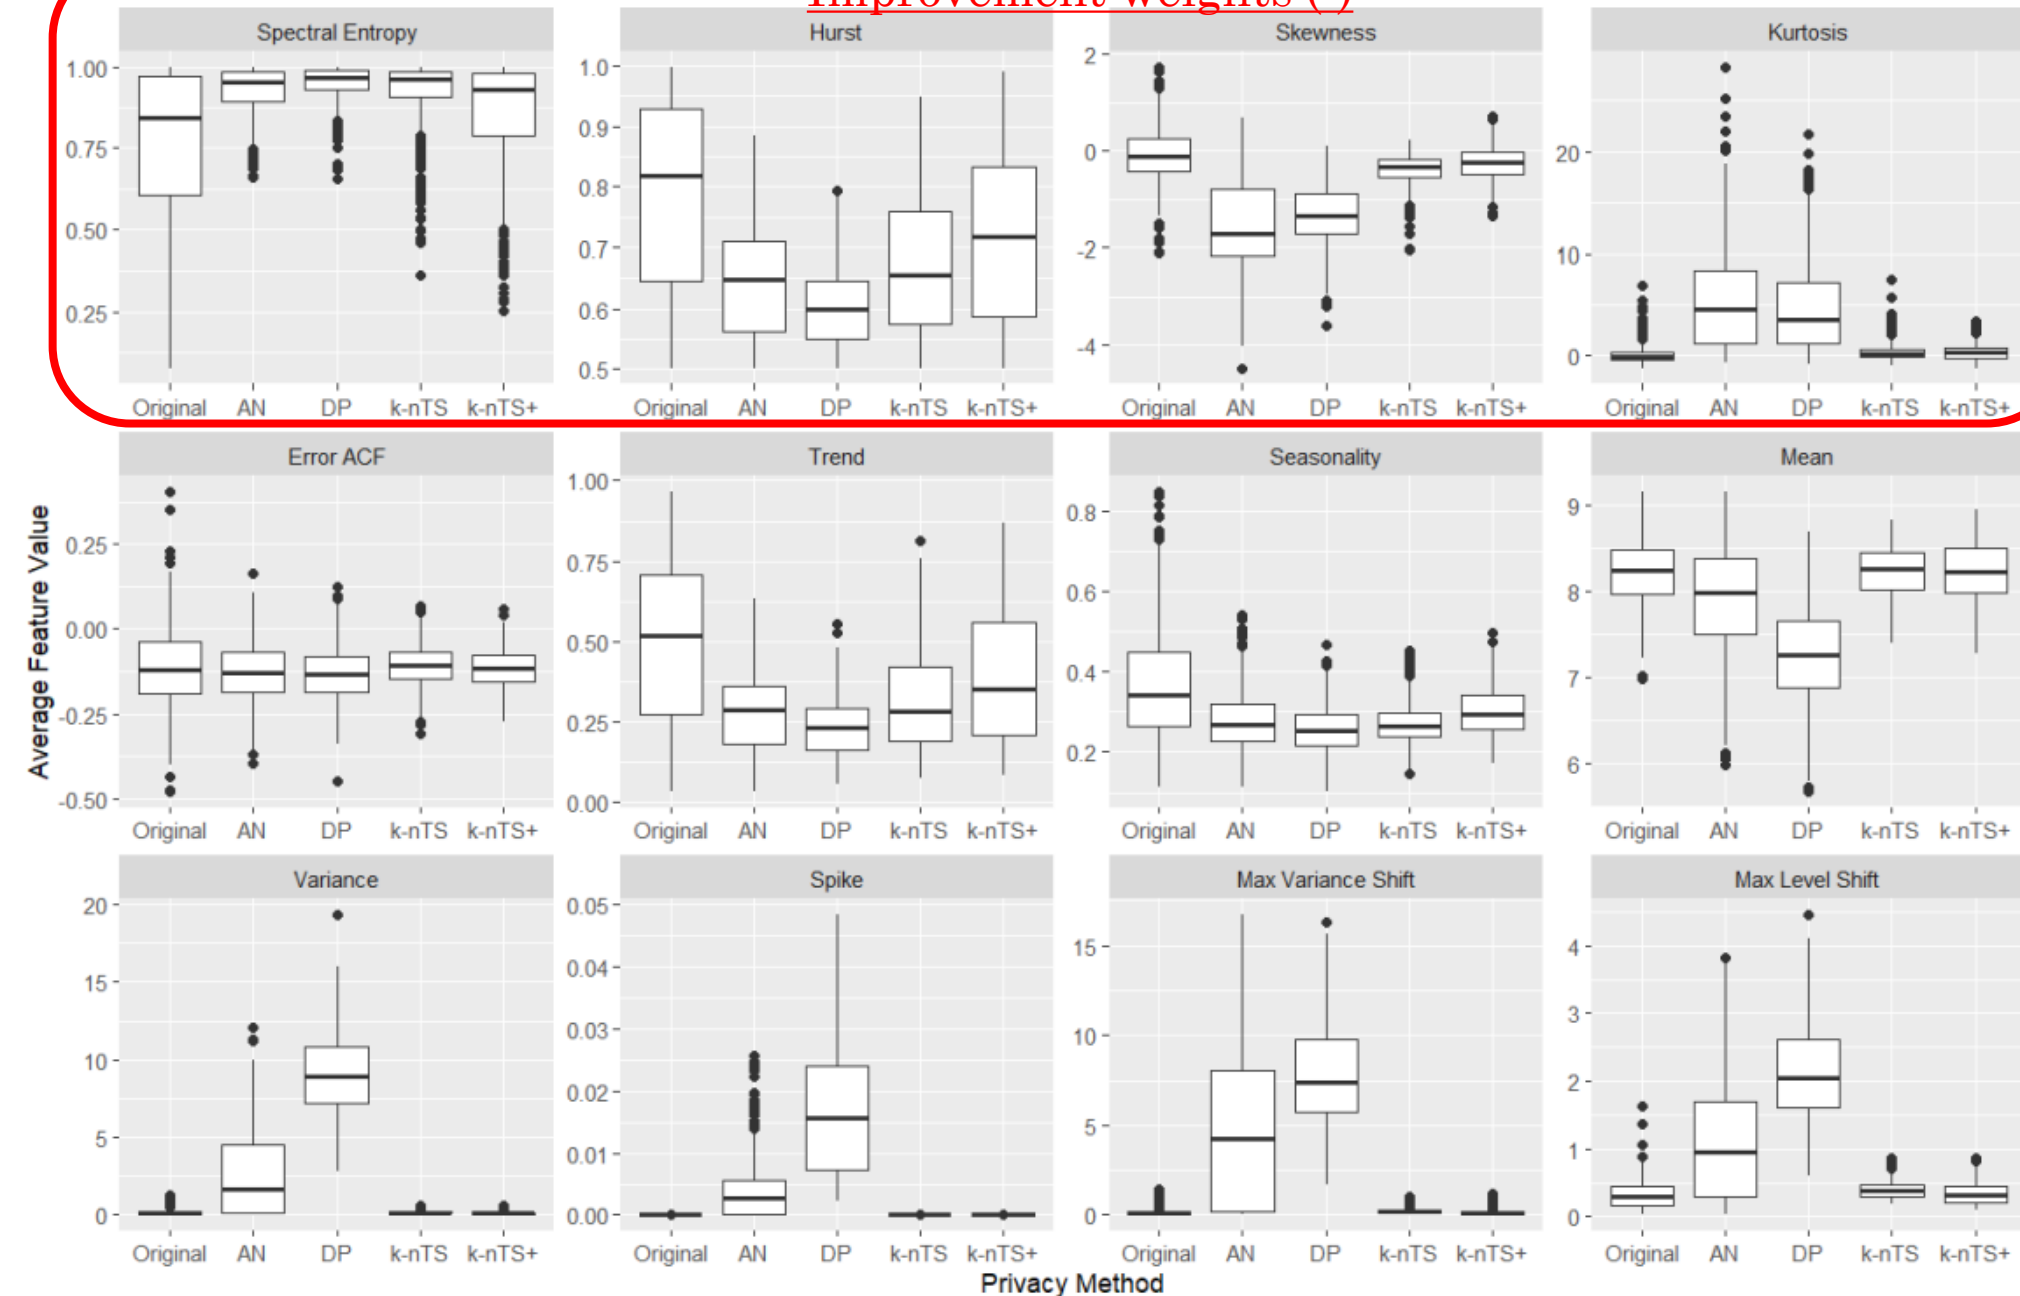 Improvement weights (-)
Spectral Entropy
Hurst
Skewness
Kurtosis
1.00
0.75
0.50
0.25
1.0
0.9
0.8
0.7
0.6
0.5
2
0
-2
-4
20
10
0
Original AN DP k-nTS k-nTS+
Original AN DP k-nTS k-nTS+
Original AN DP k-nTS k-nTS+
Original AN DP k-nTS k-nTS+
Average Feature Value
Error ACF
Trend
Seasonality
Mean
0.25
0.00
-0.25
-0.50
1.00
0.75
0.50
0.25
0.00
0.8
0.6
0.4
0.2
9
8
7
6
Original AN DP k-nTS k-nTS+
Original AN DP k-nTS k-nTS+
Original AN DP k-nTS k-nTS+
Original AN DP k-nTS k-nTS+
Variance
Spike
Max Variance Shift
Max Level Shift
20
15
10
5
0
0.05
0.04
0.03
0.02
0.01
0.00
15
10
5
0
4
3
2
1
0
Original AN DP k-nTS k-nTS+
Original AN DP k-nTS k-nTS+
Original AN DP k-nTS k-nTS+
Original AN DP k-nTS k-nTS+
Privacy Method